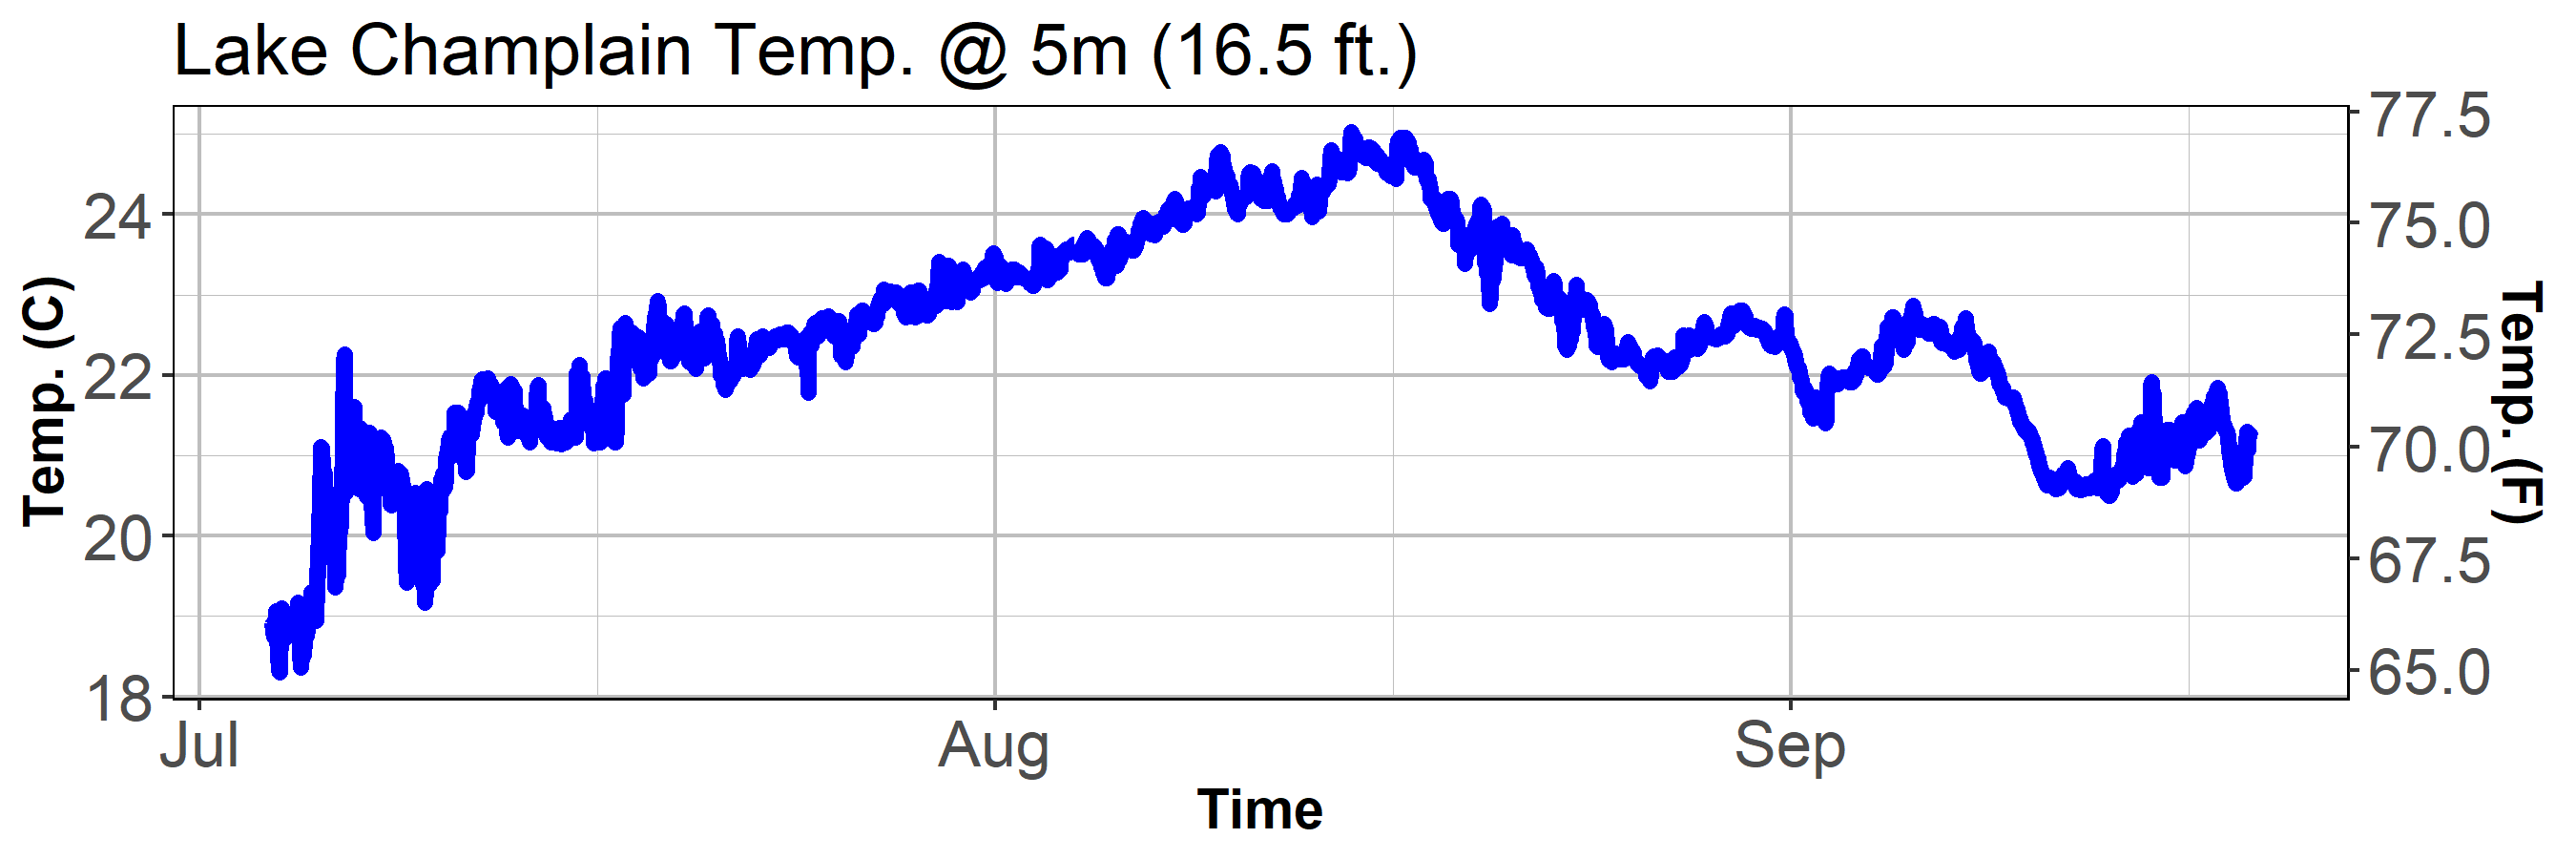 Lake Champlain Temp. @ 5m (16.5 ft.)
Temp. (C)
24
22
20
18
77.5
75.0
72.5
70.0
67.5
65.0
Temp. (F)
Jul
Aug
Sep
Time